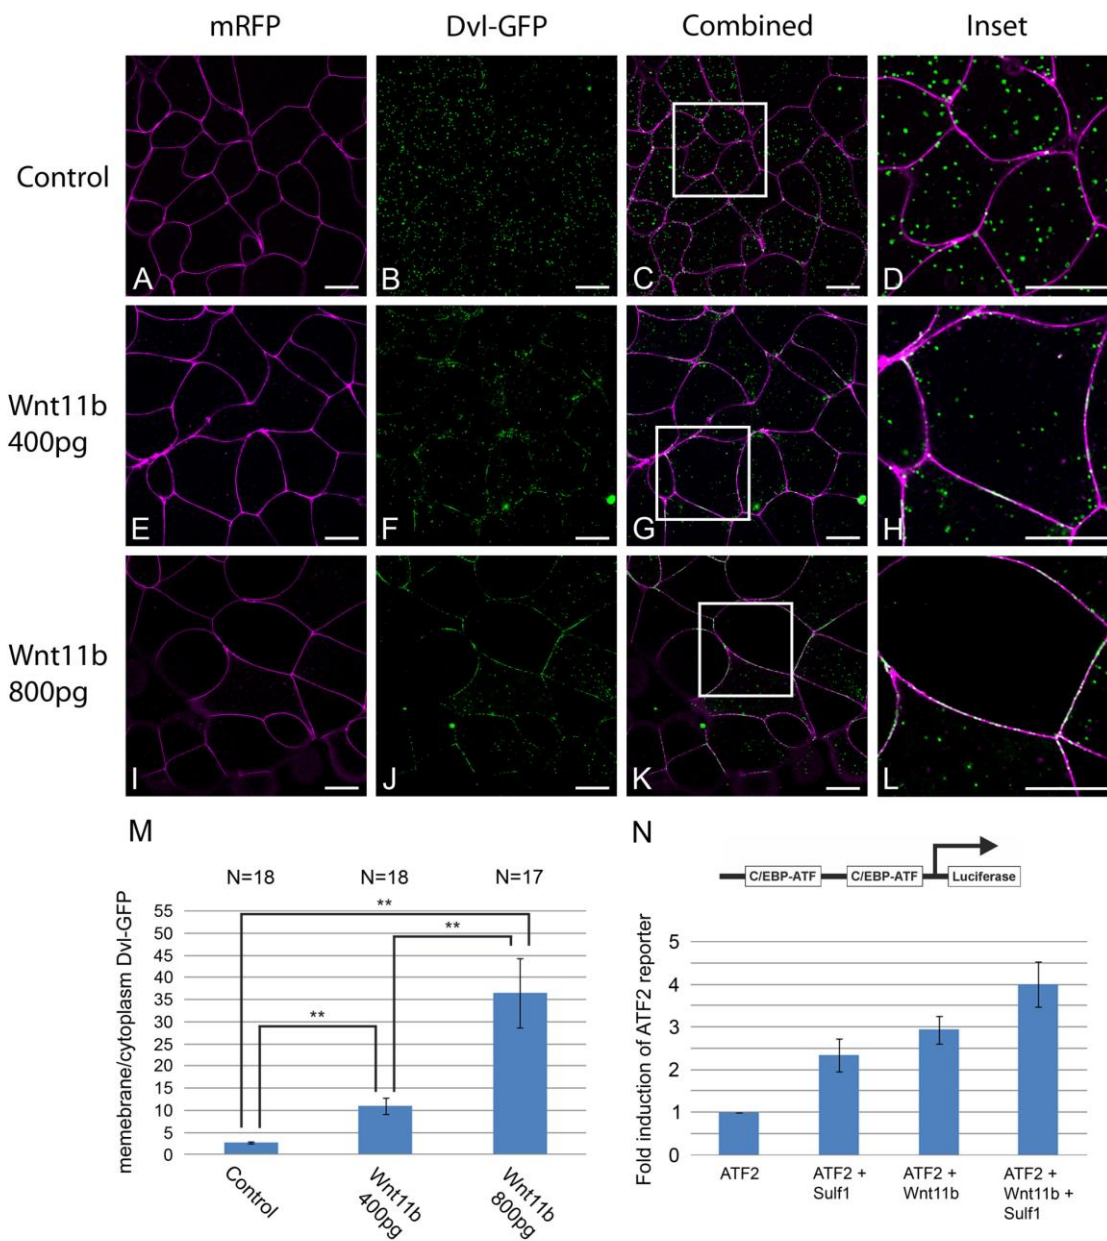 mRFP Dvl-GFP Combined Inset
Control
A B C D
Wnt11b
400pg
E F G H
Wnt11b
800pg
I J K L
M
N=18 N=18 N=17
memebrane/cytoplasm Dvl-GFP
55
50
45
40
35
30
25
20
15
10
5
0
**
**
**
Control
Wnt11b
400pg
Wnt11b
800pg
N
C/EBP-ATF C/EBP-ATF Luciferase
Fold induction of ATF2 reporter
5
4
3
2
1
0
ATF2
ATF2 +
Sulf1
ATF2 +
Wnt11b
ATF2 +
Wnt11b +
Sulf1